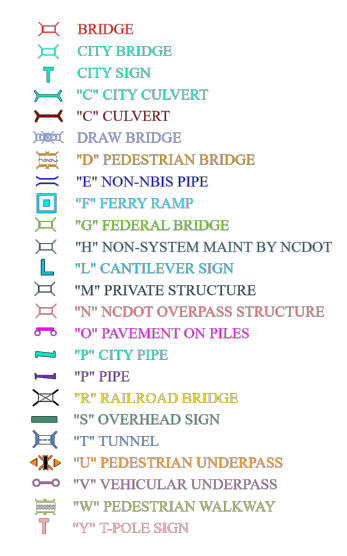 BRIDGE
CITY BRIDGE
CITY SIGN
"C" CITY CULVERT
"C" CULVERT
DRAW BRIDGE
"D" PEDESTRIAN BRIDGE
"E" NON-NBIS PIPE
"F" FERRY RAMP
"G" FEDERAL BRIDGE
"H" NON-SYSTEM MAINT BY NCDOT
"L" CANTILEVER SIGN
"M" PRIVATE STRUCTURE
"N" NCDOT OVERPASS STRUCTURE
"O" PAVEMENT ON PILES
"P" CITY PIPE
"P" PIPE
"R" RAILROAD BRIDGE
"S" OVERHEAD SIGN
"T" TUNNEL
"U" PEDESTRIAN UNDERPASS
"V" VEHICULAR UNDERPASS
"W" PEDESTRIAN WALKWAY
"Y" T-POLE SIGN